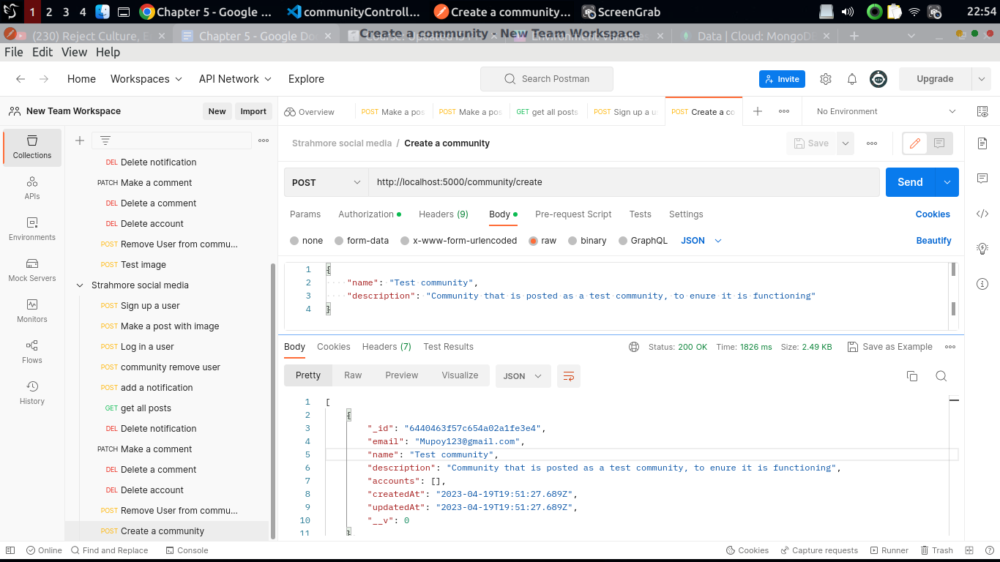 1 2 3 4 Chapter 5 - Google ... communityControll... Create a community... ScreenGrab 22:54
(230) Reject Culture, E Chapter 5 - Google Do Create a community - New Team Workspace Data | Cloud: MongoD
File Edit View Help
Home Workspaces API Network Explore Search Postman Invite Upgrade
New Team Workspace New Import
Overview POST Make a pos POST Make a pos GET get all posts POST Sign up a u POST Create a co No Environment
Collections
APIs
Environments
Mock Servers
Monitors
Flows
History
DEL Delete notification
PATCH Make a comment
DEL Delete a comment
DEL Delete account
POST Remove User from commu...
POST Test image
Strahmore social media
POST Sign up a user
POST Make a post with image
POST Log in a user
POST community remove user
POST add a notification
GET get all posts
DEL Delete notification
PATCH Make a comment
DEL Delete a comment
DEL Delete account
POST Remove User from commu...
POST Create a community
Strahmore social media / Create a community Save
POST http://localhost:5000/community/create Send
Params Authorization Headers (9) Body Pre-request Script Tests Settings Cookies
none form-data x-www-form-urlencoded raw binary GraphQL JSON Beautify
1 {
2 "name": "Test community",
3 "description": "Community that is posted as a test community, to enure it is functioning"
4 }
Body Cookies Headers (7) Test Results Status: 200 OK Time: 1826 ms Size: 2.49 KB Save as Example
Pretty Raw Preview Visualize JSON
1 [
2 {
3 "_id": "6440463f57c654a02a1fe3e4",
4 "email": "Mupoy123@gmail.com",
5 "name": "Test community",
6 "description": "Community that is posted as a test community, to enure it is functioning",
7 "accounts": [],
8 "createdAt": "2023-04-19T19:51:27.689Z",
9 "updatedAt": "2023-04-19T19:51:27.689Z",
10 "__v": 0
11 }
Online Find and Replace Console Cookies Capture requests Runner Trash